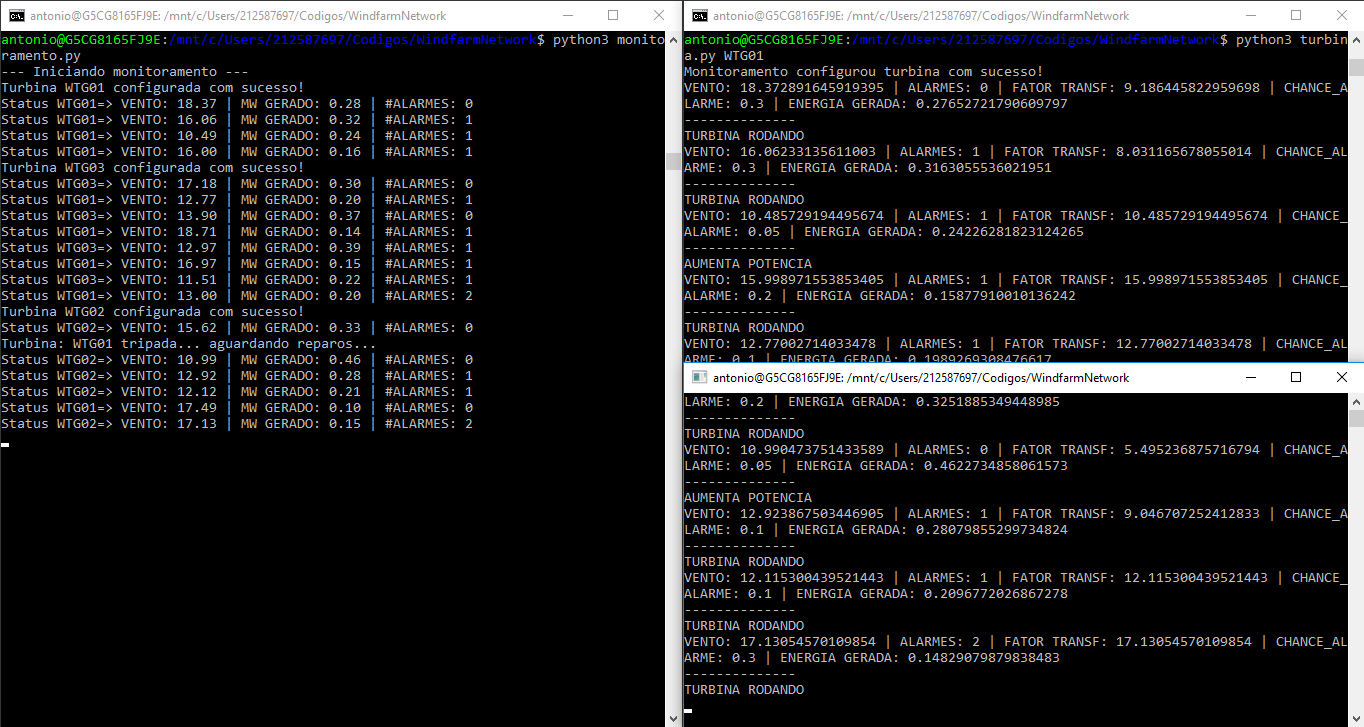 antonio@G5CG8165FJ9E: /mnt/c/Users/212587697/Codigos/WindfarmNetwork
antonio@G5CG8165FJ9E:/mnt/c/Users/212587697/Codigos/WindfarmNetwork$ python3 monito
ramento.py
--- Iniciando monitoramento ---
Turbina WTG01 configurada com sucesso!
Status WTG01=> VENTO: 18.37 | MW GERADO: 0.28 | #ALARMES: 0
Status WTG01=> VENTO: 16.06 | MW GERADO: 0.32 | #ALARMES: 1
Status WTG01=> VENTO: 10.49 | MW GERADO: 0.24 | #ALARMES: 1
Status WTG01=> VENTO: 16.00 | MW GERADO: 0.16 | #ALARMES: 1
Turbina WTG03 configurada com sucesso!
Status WTG03=> VENTO: 17.18 | MW GERADO: 0.30 | #ALARMES: 0
Status WTG01=> VENTO: 12.77 | MW GERADO: 0.20 | #ALARMES: 1
Status WTG03=> VENTO: 13.90 | MW GERADO: 0.37 | #ALARMES: 0
Status WTG01=> VENTO: 18.71 | MW GERADO: 0.14 | #ALARMES: 1
Status WTG03=> VENTO: 12.97 | MW GERADO: 0.39 | #ALARMES: 1
Status WTG01=> VENTO: 16.97 | MW GERADO: 0.15 | #ALARMES: 1
Status WTG03=> VENTO: 11.51 | MW GERADO: 0.22 | #ALARMES: 1
Status WTG01=> VENTO: 13.00 | MW GERADO: 0.20 | #ALARMES: 2
Turbina WTG02 configurada com sucesso!
Status WTG02=> VENTO: 15.62 | MW GERADO: 0.33 | #ALARMES: 0
Turbina: WTG01 tripada... aguardando reparos...
Status WTG02=> VENTO: 10.99 | MW GERADO: 0.46 | #ALARMES: 0
Status WTG02=> VENTO: 12.92 | MW GERADO: 0.28 | #ALARMES: 1
Status WTG02=> VENTO: 12.12 | MW GERADO: 0.21 | #ALARMES: 1
Status WTG01=> VENTO: 17.49 | MW GERADO: 0.10 | #ALARMES: 0
Status WTG02=> VENTO: 17.13 | MW GERADO: 0.15 | #ALARMES: 2
antonio@G5CG8165FJ9E: /mnt/c/Users/212587697/Codigos/WindfarmNetwork
antonio@G5CG8165FJ9E:/mnt/c/Users/212587697/Codigos/WindfarmNetwork$ python3 turbin
a.py WTG01
Monitoramento configurou turbina com sucesso!
VENTO: 18.372891645919395 | ALARMES: 0 | FATOR TRANSF: 9.186445822959698 | CHANCE_A
LARME: 0.3 | ENERGIA GERADA: 0.27652721790609797
--------------
TURBINA RODANDO
VENTO: 16.06233135611003 | ALARMES: 1 | FATOR TRANSF: 8.031165678055014 | CHANCE_AL
ARME: 0.3 | ENERGIA GERADA: 0.3163055536021951
--------------
TURBINA RODANDO
VENTO: 10.485729194495674 | ALARMES: 1 | FATOR TRANSF: 10.485729194495674 | CHANCE_
ALARME: 0.05 | ENERGIA GERADA: 0.24226281823124265
--------------
AUMENTA POTENCIA
VENTO: 15.998971553853405 | ALARMES: 1 | FATOR TRANSF: 15.998971553853405 | CHANCE_
ALARME: 0.2 | ENERGIA GERADA: 0.15877910010136242
--------------
TURBINA RODANDO
VENTO: 12.77002714033478 | ALARMES: 1 | FATOR TRANSF: 12.77002714033478 | CHANCE_AL
ARME: 0.1 | ENERGIA GERADA: 0.1989269308476617
antonio@G5CG8165FJ9E: /mnt/c/Users/212587697/Codigos/WindfarmNetwork
LARME: 0.2 | ENERGIA GERADA: 0.3251885349448985
--------------
TURBINA RODANDO
VENTO: 10.990473751433589 | ALARMES: 0 | FATOR TRANSF: 5.495236875716794 | CHANCE_A
LARME: 0.05 | ENERGIA GERADA: 0.4622734858061573
--------------
AUMENTA POTENCIA
VENTO: 12.923867503446905 | ALARMES: 1 | FATOR TRANSF: 9.046707252412833 | CHANCE_A
LARME: 0.1 | ENERGIA GERADA: 0.28079855299734824
--------------
TURBINA RODANDO
VENTO: 12.115300439521443 | ALARMES: 1 | FATOR TRANSF: 12.115300439521443 | CHANCE_
ALARME: 0.1 | ENERGIA GERADA: 0.2096772026867278
--------------
TURBINA RODANDO
VENTO: 17.13054570109854 | ALARMES: 2 | FATOR TRANSF: 17.13054570109854 | CHANCE_AL
ARME: 0.3 | ENERGIA GERADA: 0.14829079879838483
--------------
TURBINA RODANDO